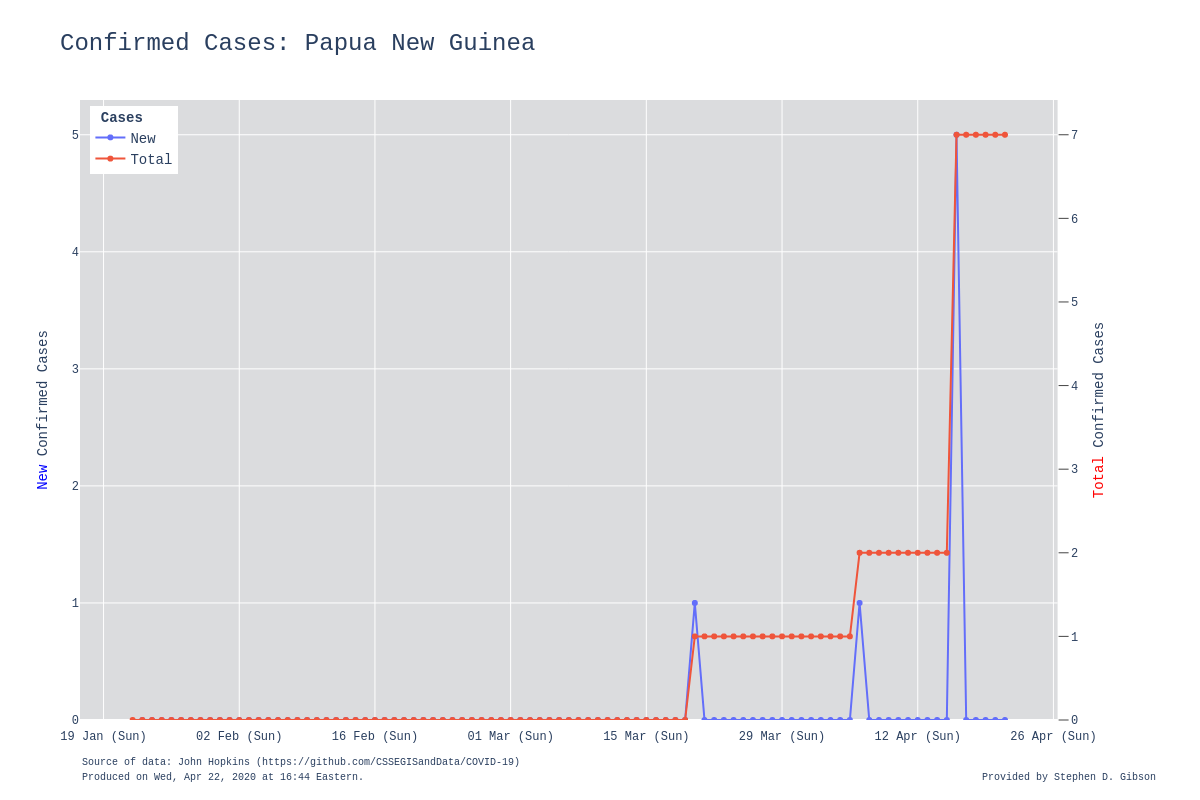 Confirmed Cases: Papua New Guinea
Cases
New
Total
5
4
3
2
1
0
7
6
5
4
3
2
1
0
New Confirmed Cases
Total Confirmed Cases
19 Jan (Sun) 02 Feb (Sun) 16 Feb (Sun) 01 Mar (Sun) 15 Mar (Sun) 29 Mar (Sun) 12 Apr (Sun) 26 Apr (Sun)
Source of data: John Hopkins (https://github.com/CSSEGISandData/COVID-19)
Produced on Wed, Apr 22, 2020 at 16:44 Eastern.
Provided by Stephen D. Gibson